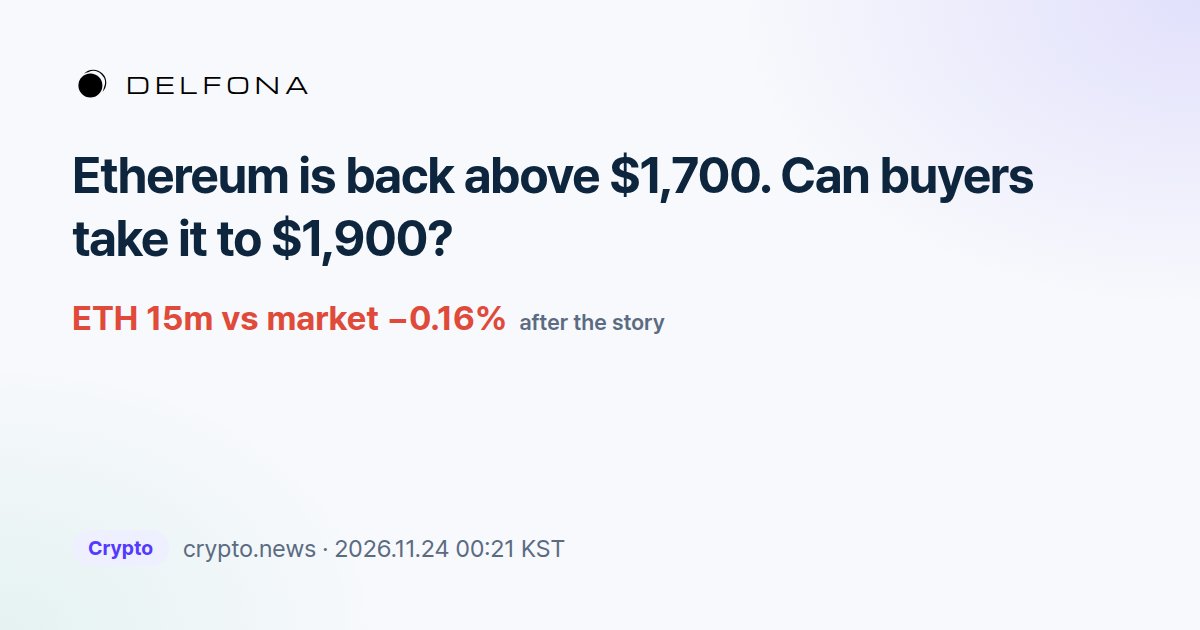 DELFONA
Ethereum is back above $1,700. Can buyers
take it to $1,900?
ETH 15m vs market −0.16% after the story
Crypto crypto.news · 2026.11.24 00:21 KST